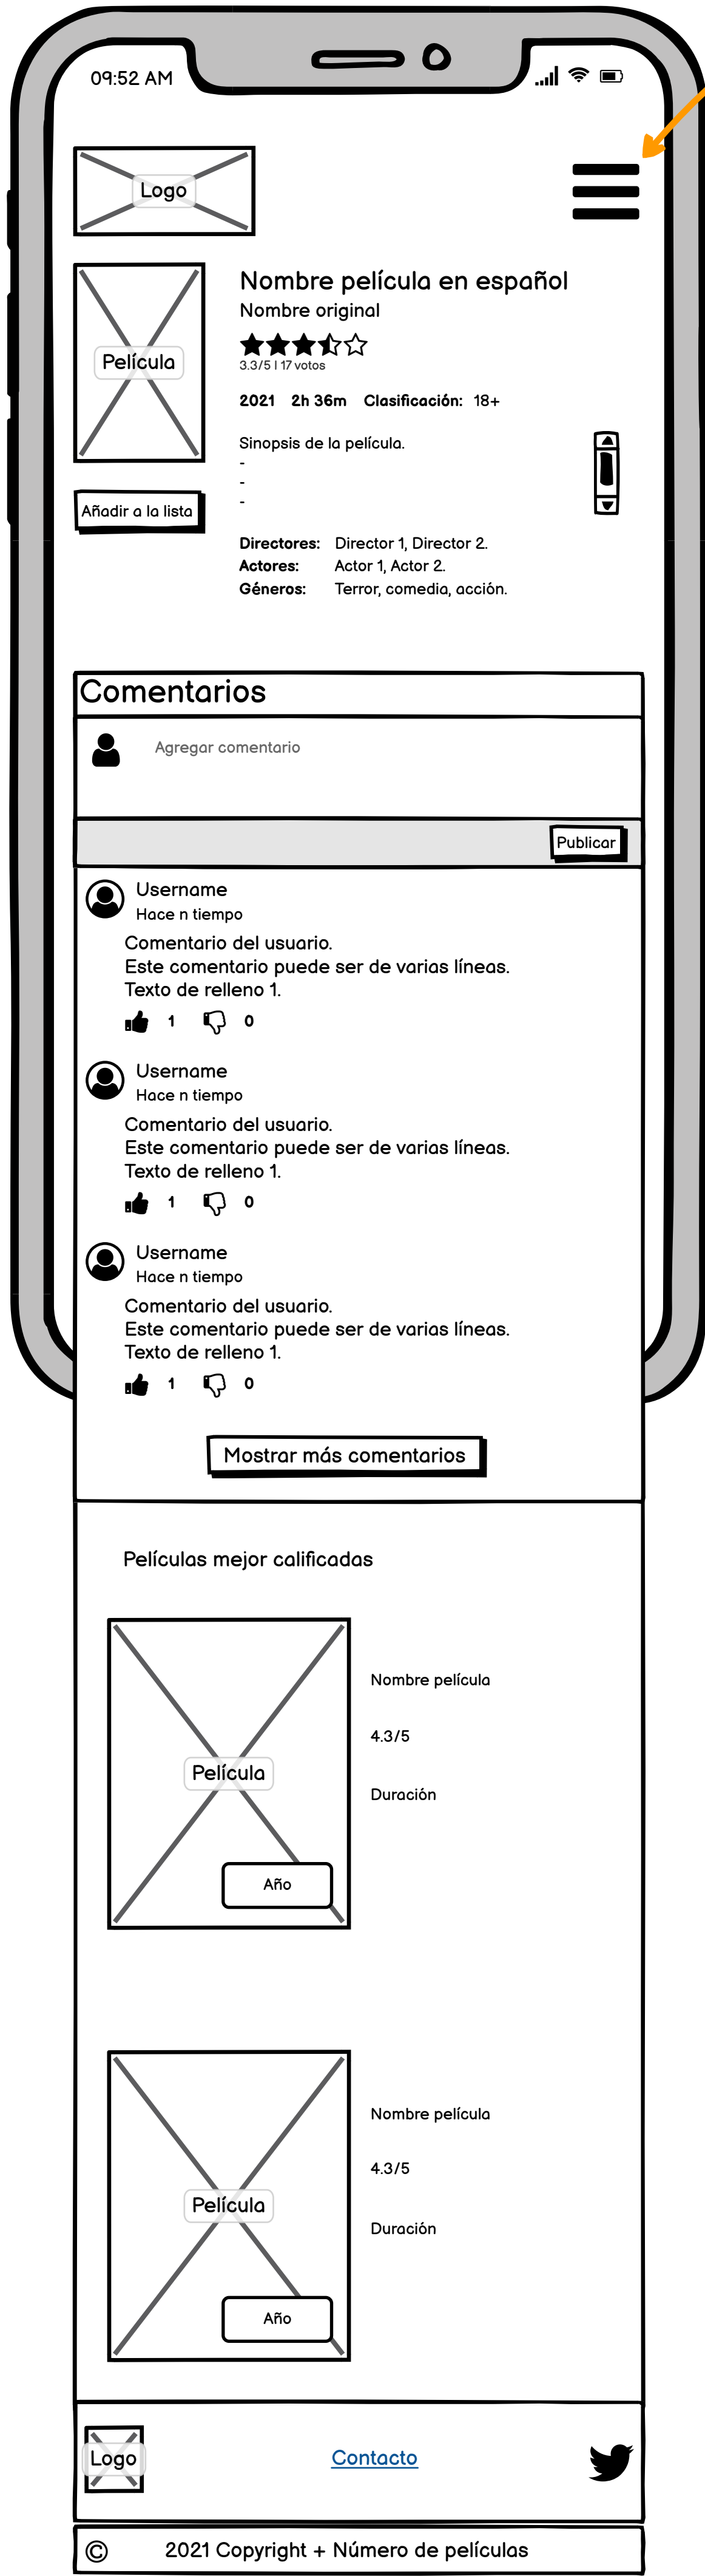 09:52 AM
Logo
Película
Nombre película en español
Nombre original
3.3/5 | 17 votos
2021 2h 36m Clasificación: 18+
Sinopsis de la película.
-
-
-
Añadir a la lista
Directores: Director 1, Director 2.
Actores: Actor 1, Actor 2.
Géneros: Terror, comedia, acción.
Comentarios
Agregar comentario
Publicar
Username
Hace n tiempo
Comentario del usuario.
Este comentario puede ser de varias líneas.
Texto de relleno 1.
1 0
Username
Hace n tiempo
Comentario del usuario.
Este comentario puede ser de varias líneas.
Texto de relleno 1.
1 0
Username
Hace n tiempo
Comentario del usuario.
Este comentario puede ser de varias líneas.
Texto de relleno 1.
1 0
Mostrar más comentarios
Películas mejor calificadas
Película
Año
Nombre película
4.3/5
Duración
Película
Año
Nombre película
4.3/5
Duración
Logo
Contacto
© 2021 Copyright + Número de películas